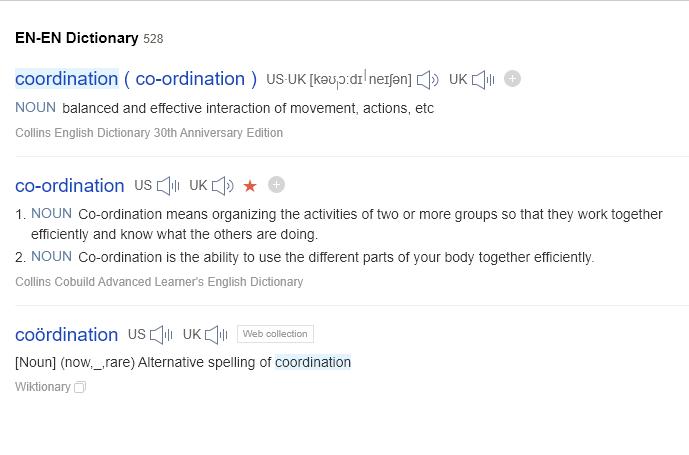 EN-EN Dictionary 528
coordination ( co-ordination ) US·UK [kəʊˌɔːdɪˈneɪʃən] UK
NOUN balanced and effective interaction of movement, actions, etc
Collins English Dictionary 30th Anniversary Edition
co-ordination US UK
1. NOUN Co-ordination means organizing the activities of two or more groups so that they work together
efficiently and know what the others are doing.
2. NOUN Co-ordination is the ability to use the different parts of your body together efficiently.
Collins Cobuild Advanced Learner's English Dictionary
coördination US UK Web collection
[Noun] (now,_,rare) Alternative spelling of coordination
Wiktionary